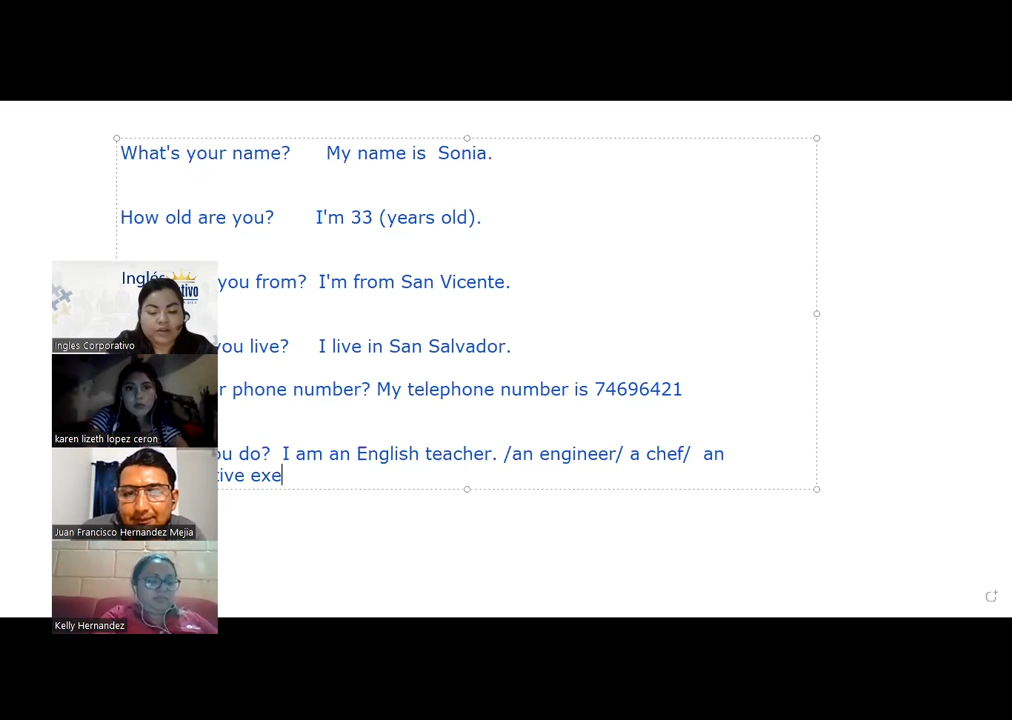 What's your name? My name is Sonia.
How old are you? I'm 33 (years old).
Inglés
you from? I'm from San Vicente.
tivo
Ingles Corporativo
you live? I live in San Salvador.
r phone number? My telephone number is 74696421
karen lizeth lopez ceron
ou do? I am an English teacher. /an engineer/ a chef/ an
tive exe
Juan Francisco Hernandez Mejia
Kelly Hernandez